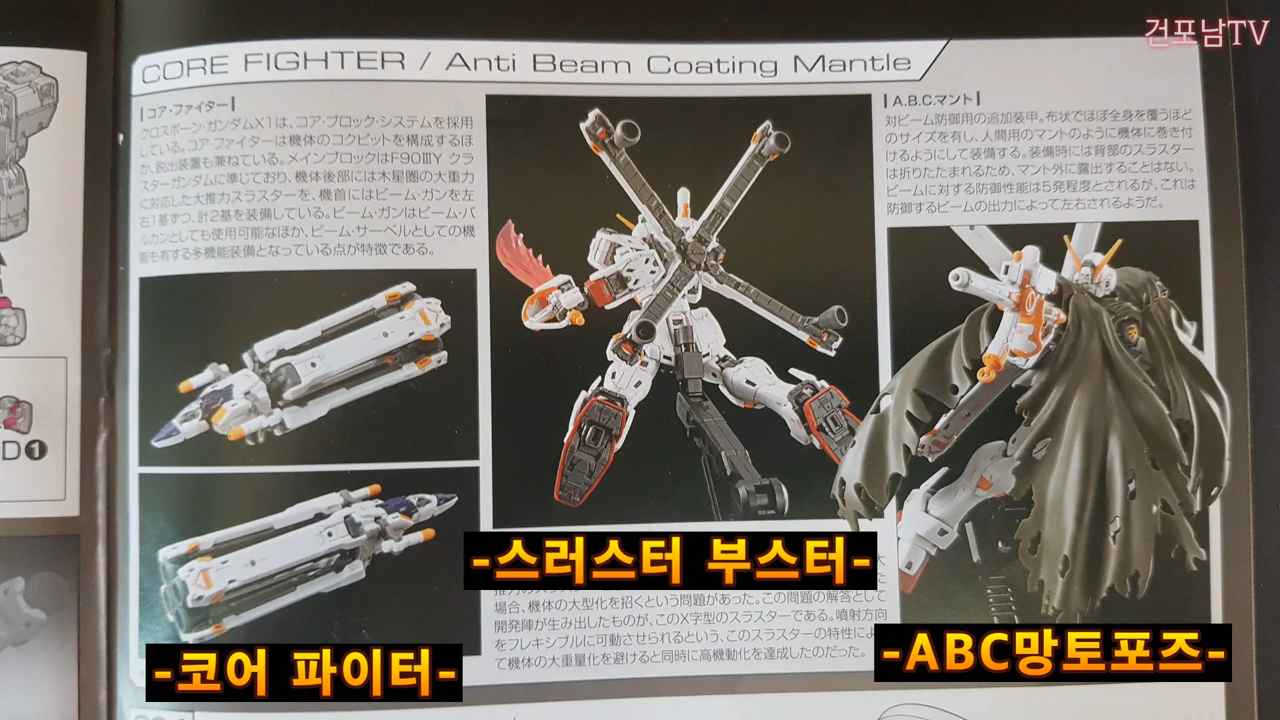 건포남TV
CORE FIGHTER / Anti Beam Coating Mantle
コア・ファイター
クロスボーン・ガンダムX1は、コア・ブロック・システムを採用
している。コア・ファイターは機体のコクピットを構成するほ
か、脱出装置も兼ねている。メインブロックはF90ⅢY クラ
スターガンダムに準じており、機体後部には木星圏の大重力
に対応した大推力スラスターを、機首にはビーム・ガンを左
右1基ずつ、計2基を装備している。ビーム・ガンはビーム・バ
ルカンとしても使用可能なほか、ビーム・サーベルとしての機
能も有する多機能装備となっている点が特徴である。
A.B.C.マント
対ビーム防御用の追加装甲。布状でほぼ全身を覆うほど
のサイズを有し、人間用のマントのように機体に巻き付
けるようにして装備する。装備時には背部のスラスター
は折りたたまれるため、マント外に露出することはない。
ビームに対する防御性能は5発程度とされるが、これは
防御するビームの出力によって左右されるようだ。
D❶
-스러스터 부스터-
場合、機体の大型化を招くという問題があった。この問題の解答として
開発陣が生み出したものが、このX字型のスラスターである。噴射方向
をフレキシブルに可動させられるという、このスラスターの特性によ
て機体の大重量化を避けると同時に高機動化を達成したのだった。
-코어 파이터-
-ABC망토포즈-